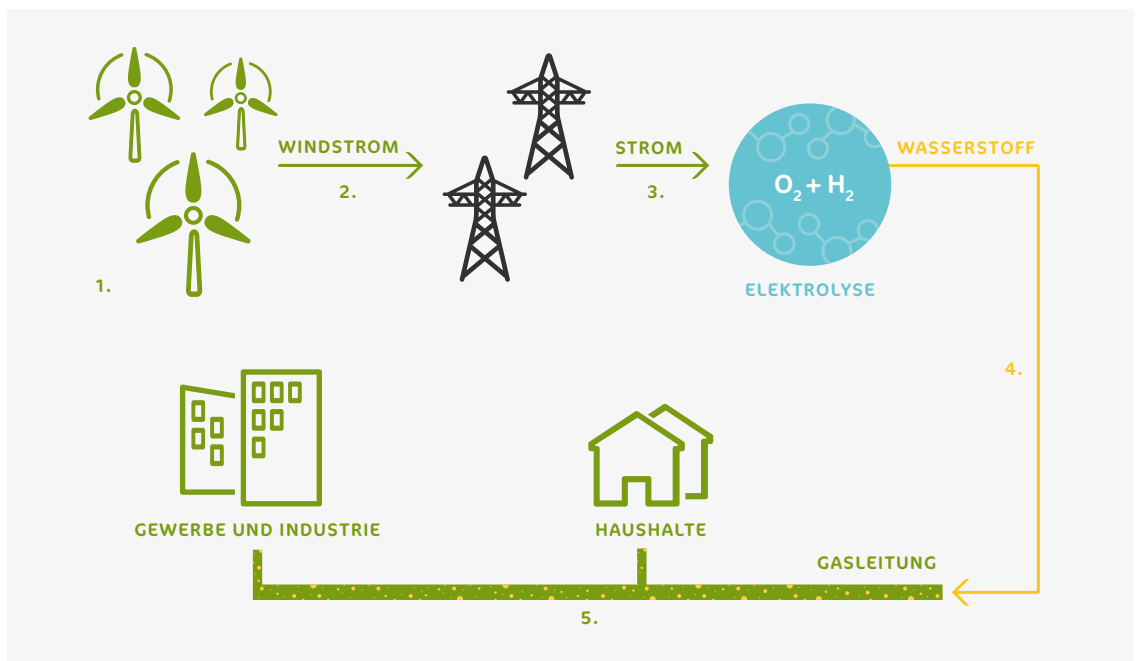 WINDSTROM
2.
STROM
3.
WASSERSTOFF
O₂ + H₂
1.
ELEKTROLYSE
4.
GEWERBE UND INDUSTRIE
HAUSHALTE
GASLEITUNG
5.